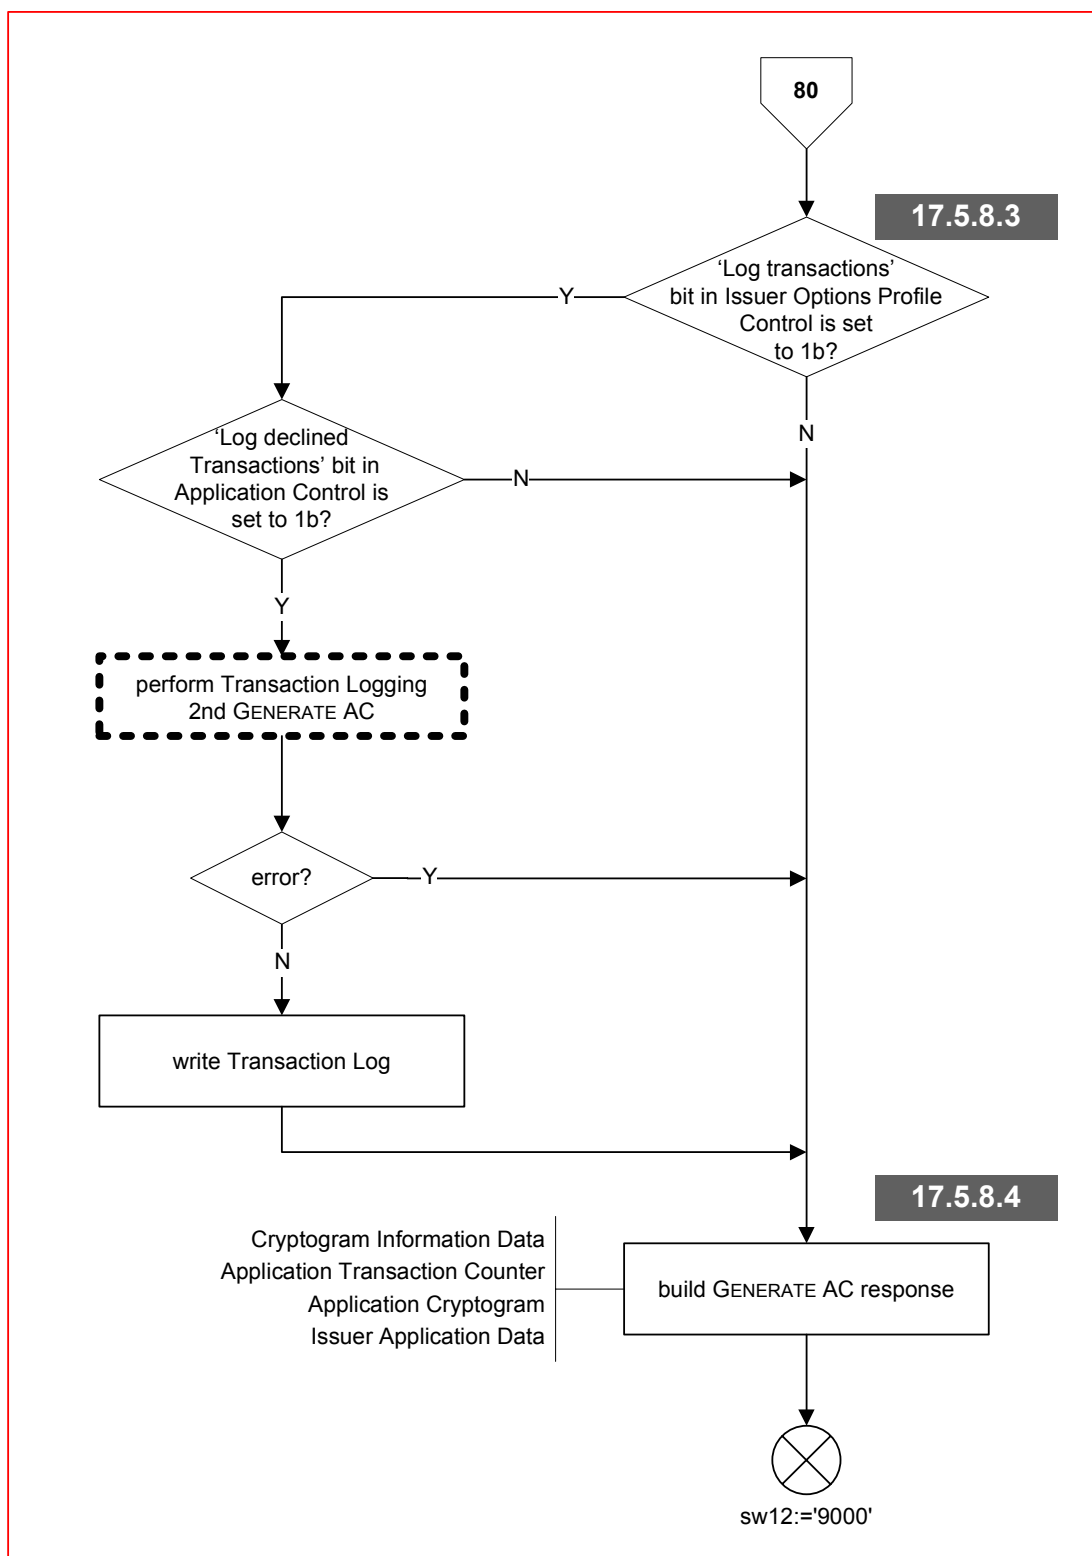 80
17.5.8.3
‘Log transactions’
bit in Issuer Options Profile
Control is set
to 1b?
Y
N
‘Log declined
Transactions’ bit in
Application Control is
set to 1b?
N
Y
perform Transaction Logging
2nd GENERATE AC
error?
Y
N
write Transaction Log
17.5.8.4
Cryptogram Information Data
Application Transaction Counter
Application Cryptogram
Issuer Application Data
build GENERATE AC response
sw12:='9000'